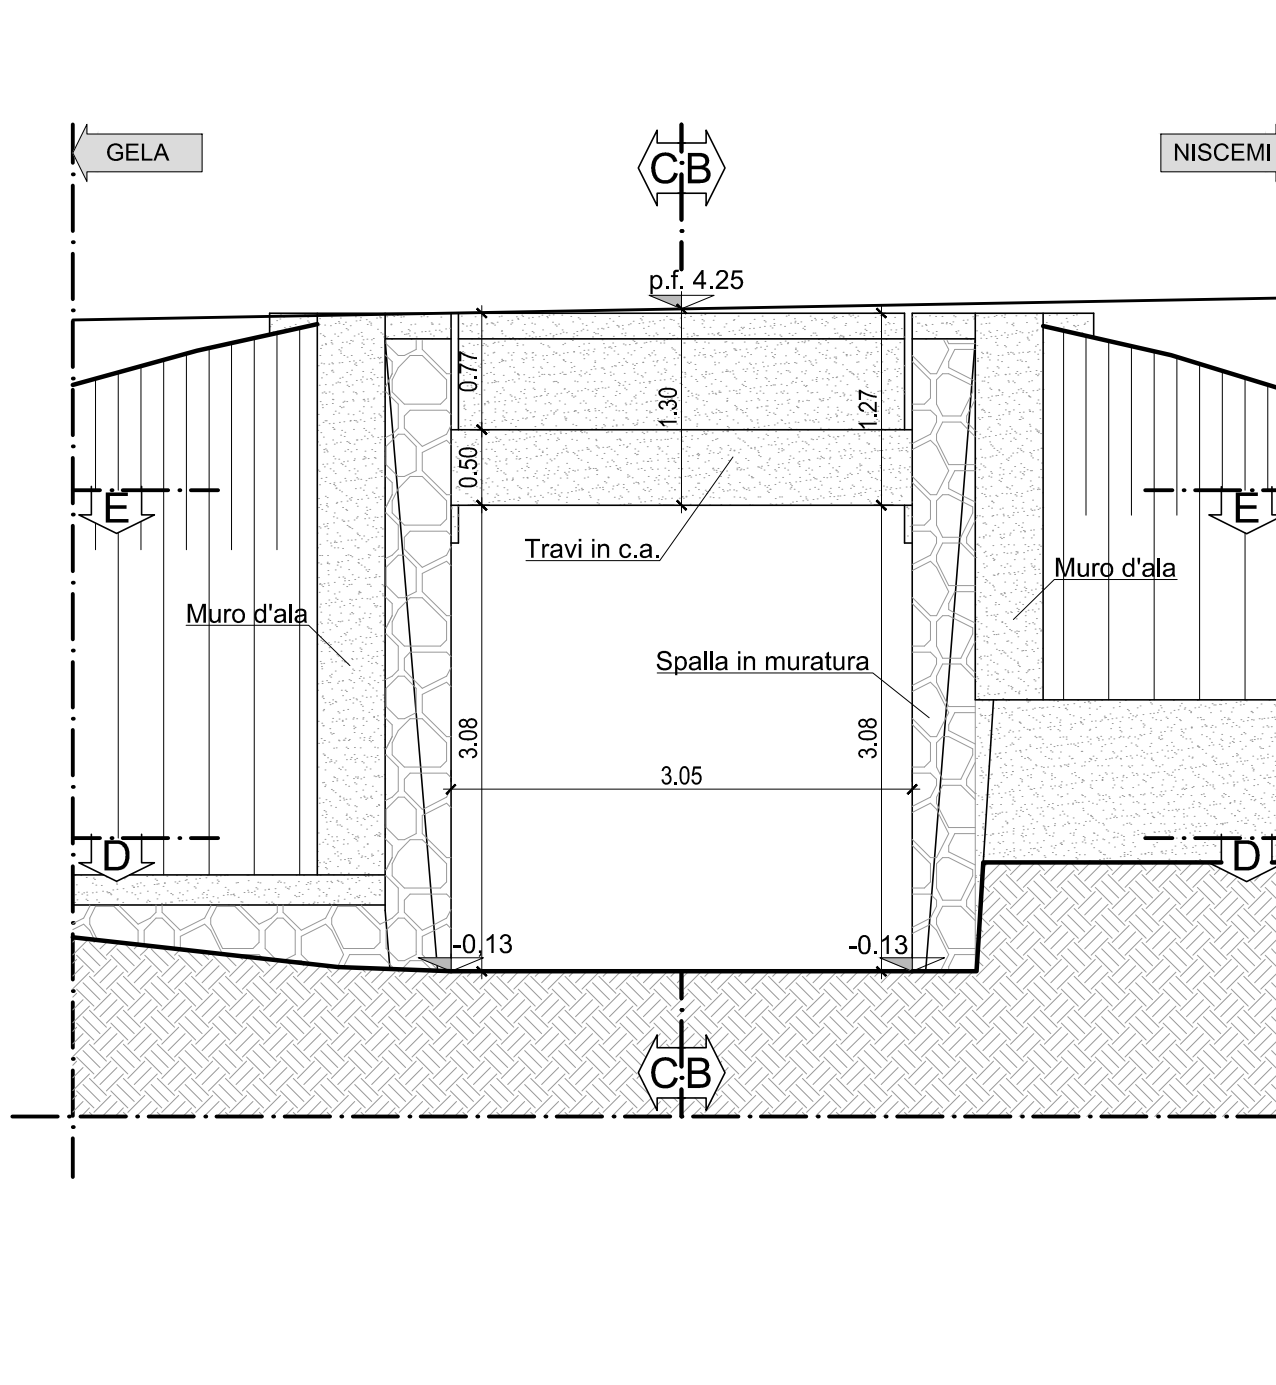 GELA
NISCEMI
C B
p.f. 4.25
0.77
1.30
1.27
0.50
E
E
Travi in c.a.
Muro d'ala
Muro d'ala
Spalla in muratura
3.08
3.08
3.05
D
D
-0.13
-0.13
C B